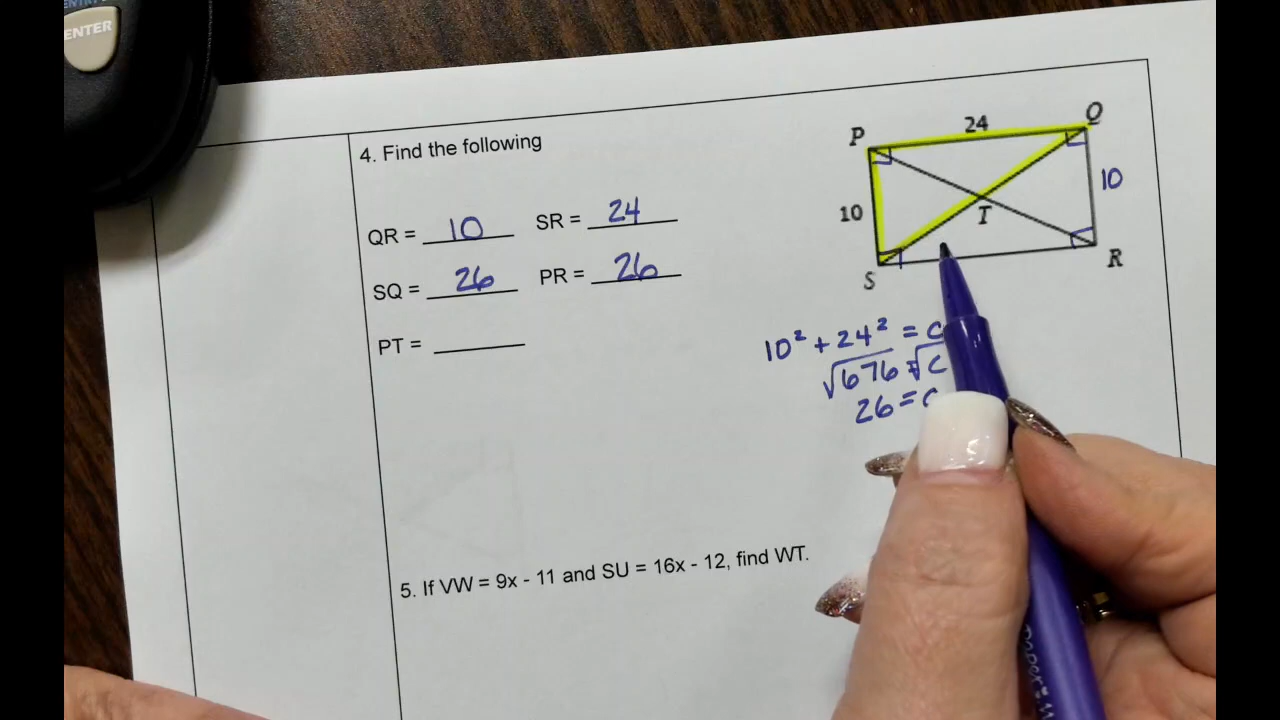 ENTER
4. Find the following
QR = 10 SR = 24
SQ = 26 PR = 26
PT = ______
P 24 Q
10 T 10
S R
10² + 24² = c
√676 = √c
26 = c
5. If VW = 9x - 11 and SU = 16x - 12, find WT.